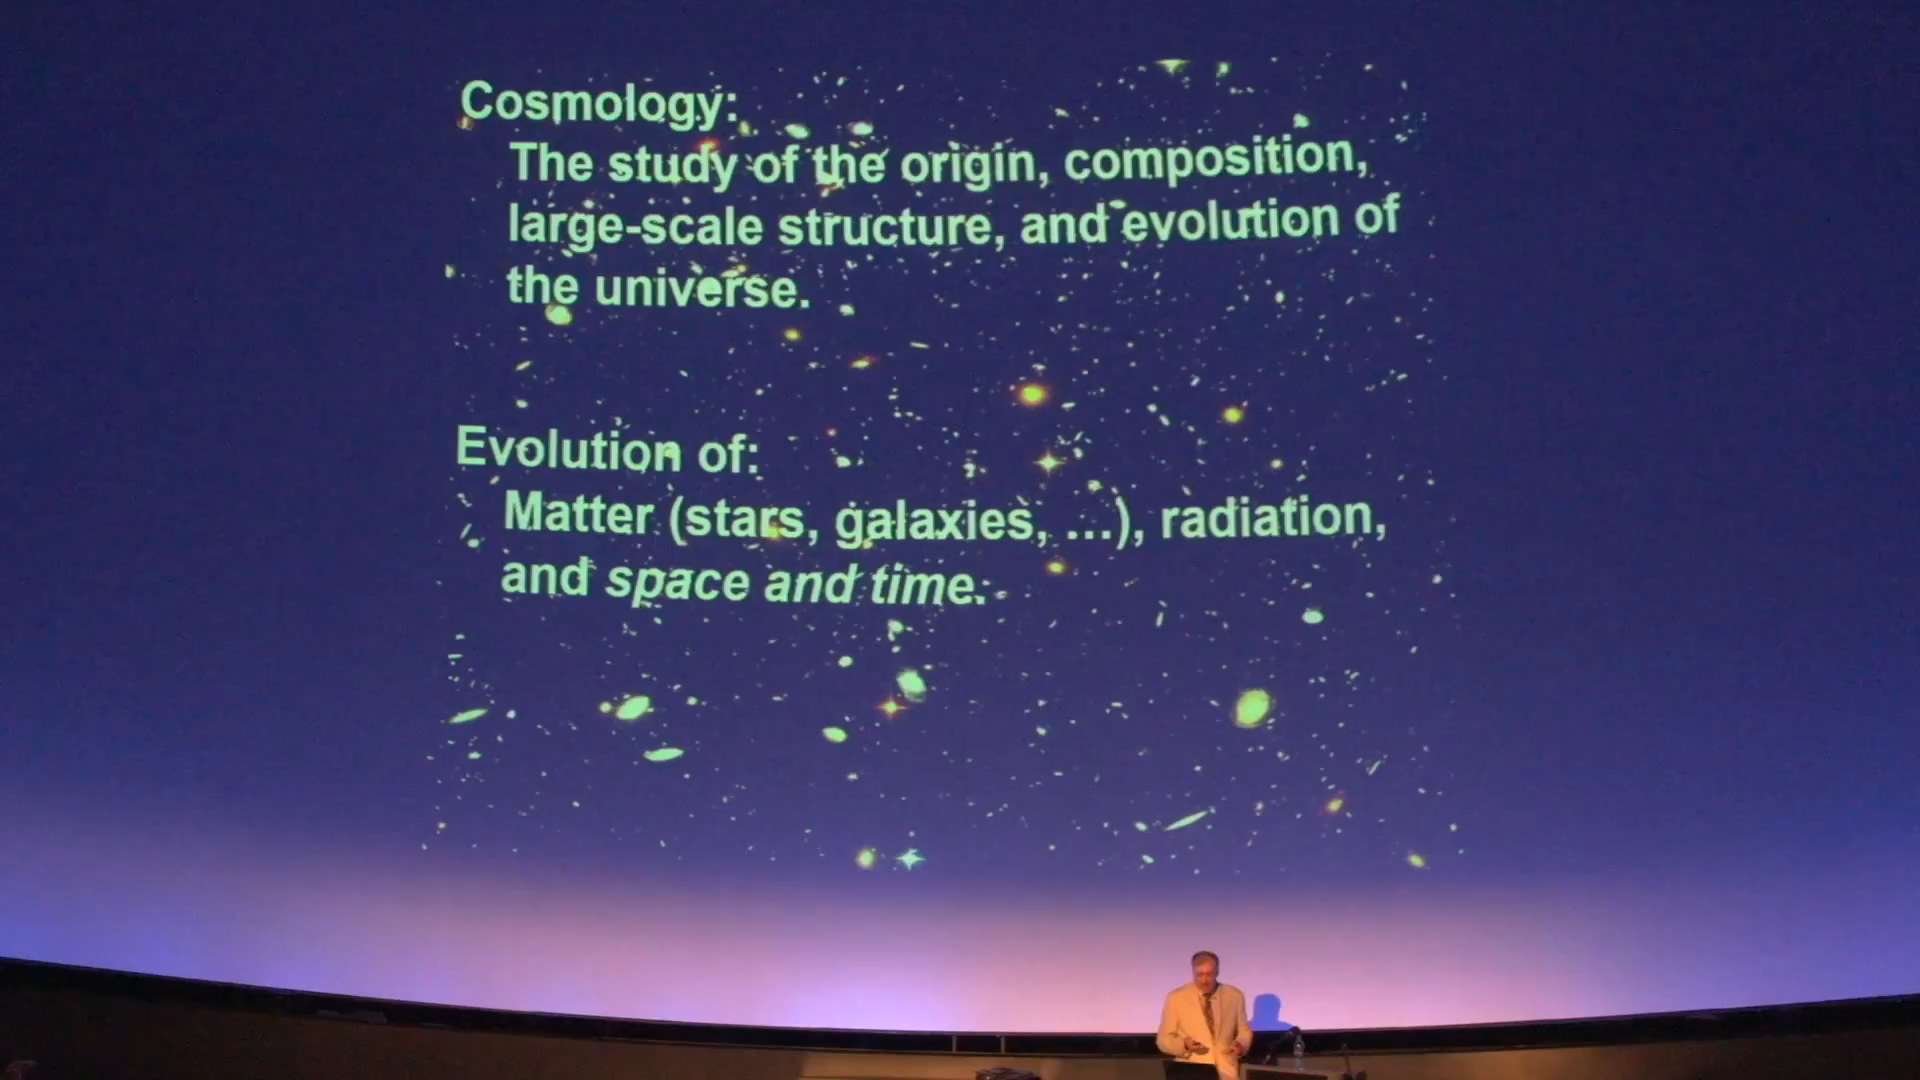 Cosmology:
The study of the origin, composition,
large-scale structure, and evolution of
the universe.
Evolution of:
Matter (stars, galaxies, ...), radiation,
and space and time.